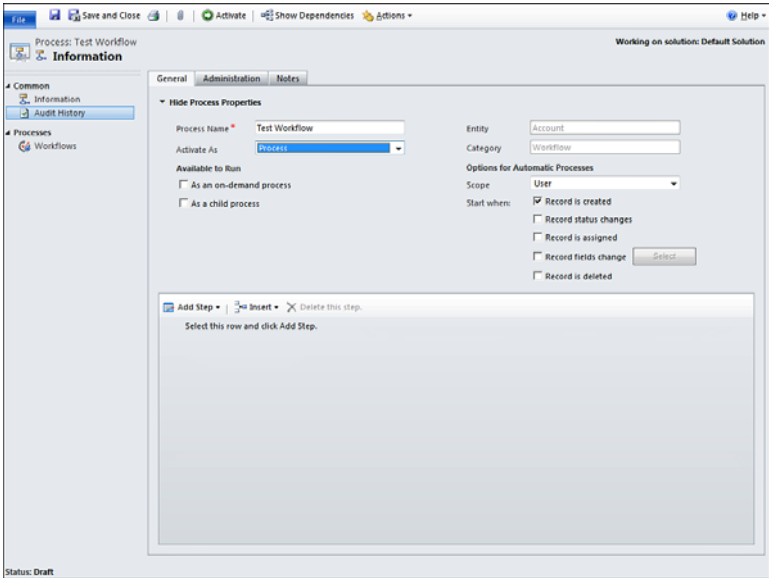 File Save and Close Activate Show Dependencies Actions Help
Process: Test Workflow
Information
Working on solution: Default Solution
Common
Information
Audit History
Processes
Workflows
General Administration Notes
Hide Process Properties
Process Name * Test Workflow Entity Account
Activate As Process Category Workflow
Available to Run Options for Automatic Processes
As an on-demand process Scope User
As a child process Start when: Record is created
Record status changes
Record is assigned
Record fields change Select
Record is deleted
Add Step Insert Delete this step.
Select this row and click Add Step.
Status: Draft